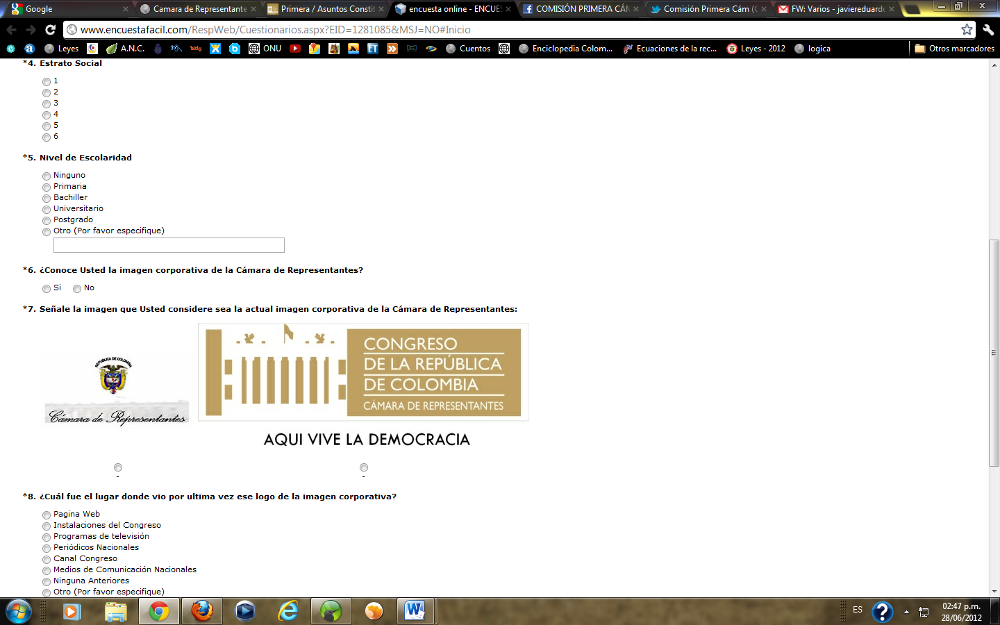 Google
Camara de Representante
Primera / Asuntos Constit
encuesta online - ENCUES
COMISIÓN PRIMERA CÁM
Comisión Primera Cám (C
FW: Varios - javiereduardo
www.encuestafacil.com/RespWeb/Cuestionarios.aspx?EID=1281085&MSJ=NO#Inicio
Leyes
A.N.C.
bitly
ONU
FT
Cuentos
Enciclopedia Colom...
Ecuaciones de la rec...
Leyes - 2012
logica
Otros marcadores
*4. Estrato Social
1
2
3
4
5
6
*5. Nivel de Escolaridad
Ninguno
Primaria
Bachiller
Universitario
Postgrado
Otro (Por favor especifique)
*6. ¿Conoce Usted la imagen corporativa de la Cámara de Representantes?
Si No
*7. Señale la imagen que Usted considere sea la actual imagen corporativa de la Cámara de Representantes:
REPUBLICA DE COLOMBIA
Cámara de Representantes
CONGRESO
DE LA REPÚBLICA
DE COLOMBIA
CÁMARA DE REPRESENTANTES
AQUI VIVE LA DEMOCRACIA
- -
*8. ¿Cuál fue el lugar donde vio por ultima vez ese logo de la imagen corporativa?
Pagina Web
Instalaciones del Congreso
Programas de televisión
Periódicos Nacionales
Canal Congreso
Medios de Comunicación Nacionales
Ninguna Anteriores
Otro (Por favor especifique)
ES
02:47 p.m.
28/06/2012